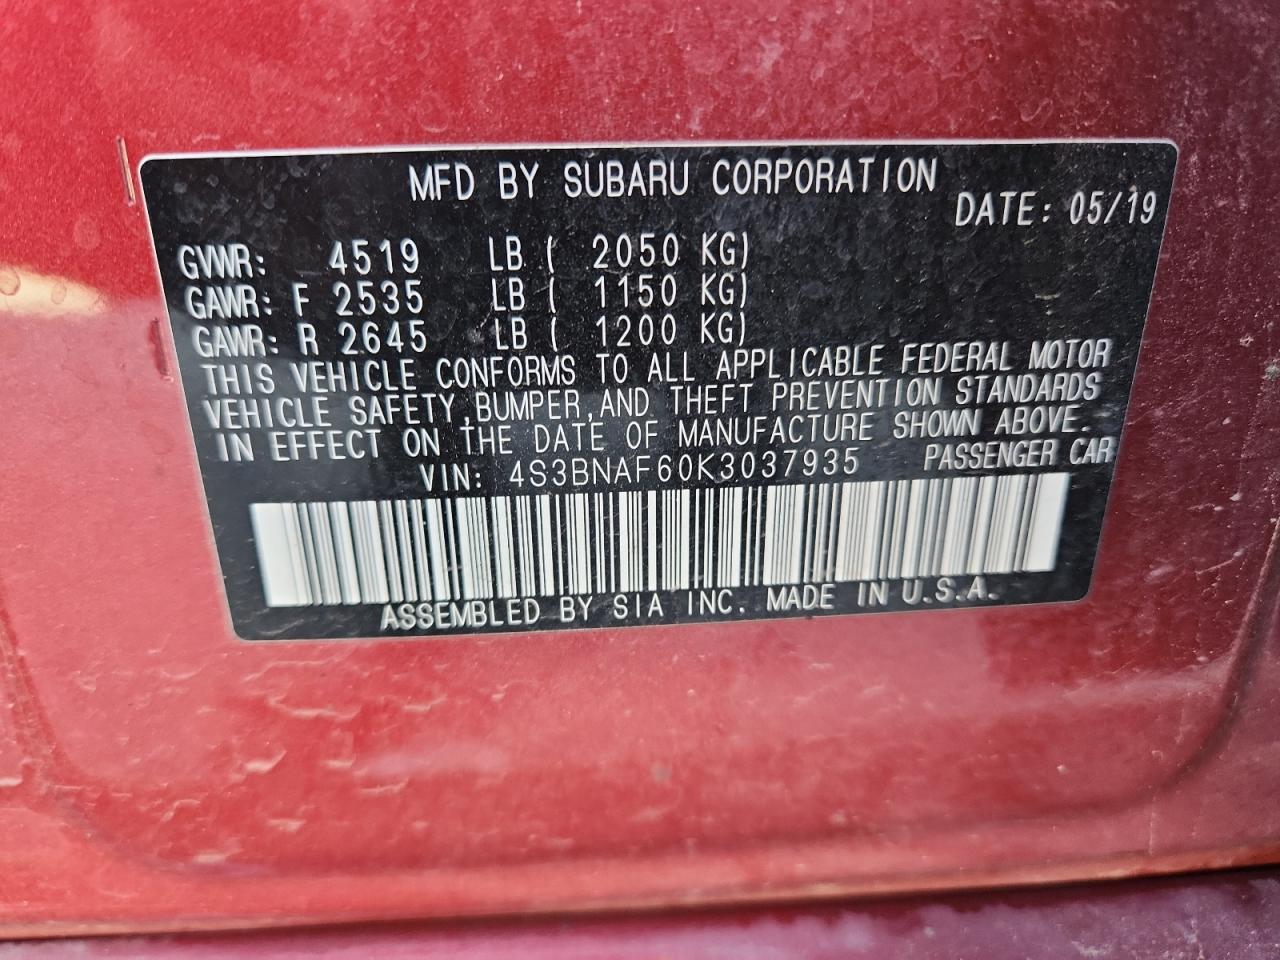 MFD BY SUBARU CORPORATION
DATE: 05/19
GVWR: 4519 LB ( 2050 KG)
GAWR: F 2535 LB ( 1150 KG)
GAWR: R 2645 LB ( 1200 KG)
THIS VEHICLE CONFORMS TO ALL APPLICABLE FEDERAL MOTOR
VEHICLE SAFETY,BUMPER,AND THEFT PREVENTION STANDARDS
IN EFFECT ON THE DATE OF MANUFACTURE SHOWN ABOVE.
VIN: 4S3BNAF60K3037935 PASSENGER CAR
ASSEMBLED BY SIA INC. MADE IN U.S.A.